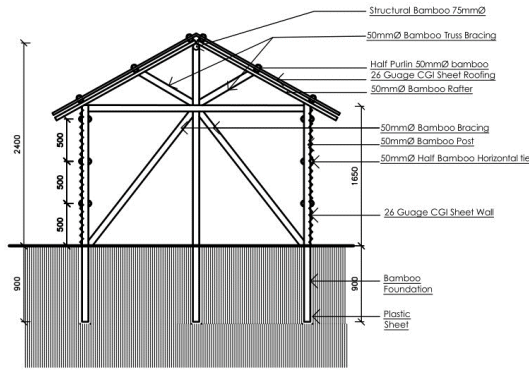 Structural Bamboo 75mmØ
50mmØ Bamboo Truss Bracing
Half Purlin 50mmØ bamboo
26 Guage CGI Sheet Roofing
50mmØ Bamboo Rafter
50mmØ Bamboo Bracing
50mmØ Bamboo Post
50mmØ Half Bamboo Horizontal tie
26 Guage CGI Sheet Wall
Bamboo
Foundation
Plastic
Sheet
2400
500
500
500
900
1650
900